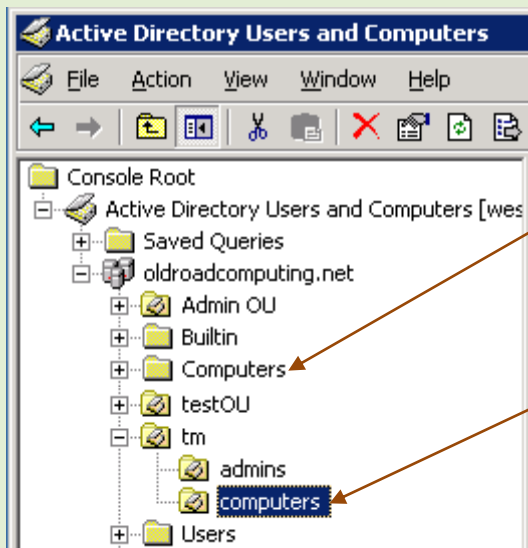 Active Directory Users and Computers
File Action View Window Help
Console Root
Active Directory Users and Computers [wes
Saved Queries
oldroadcomputing.net
Admin OU
Builtin
Computers
testOU
tm
admins
computers
Users